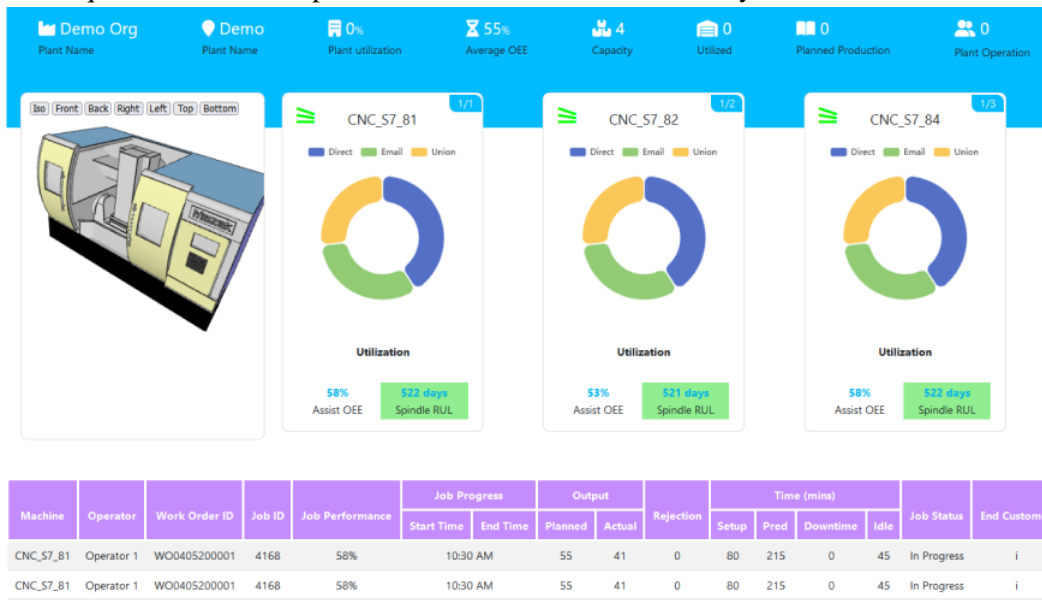 Demo Org Demo 0% 55% 4 0 0 0
Plant Name Plant Name Plant utilization Average OEE Capacity Utilized Planned Production Plant Operation
Iso Front Back Right Left Top Bottom
1/1
CNC_S7_81
Direct Email Union
Utilization
58% 522 days
Assist OEE Spindle RUL
1/2
CNC_S7_82
Direct Email Union
Utilization
53% 521 days
Assist OEE Spindle RUL
1/3
CNC_S7_84
Direct Email Union
Utilization
58% 522 days
Assist OEE Spindle RUL
Machine Operator Work Order ID Job ID Job Performance Job Progress Output Rejection Time (mins) Job Status End Custome
Start Time End Time Planned Actual Setup Pred Downtime Idle
CNC_S7_81 Operator 1 WO0405200001 4168 58% 10:30 AM 55 41 0 80 215 0 45 In Progress i
CNC_S7_81 Operator 1 WO0405200001 4168 58% 10:30 AM 55 41 0 80 215 0 45 In Progress i